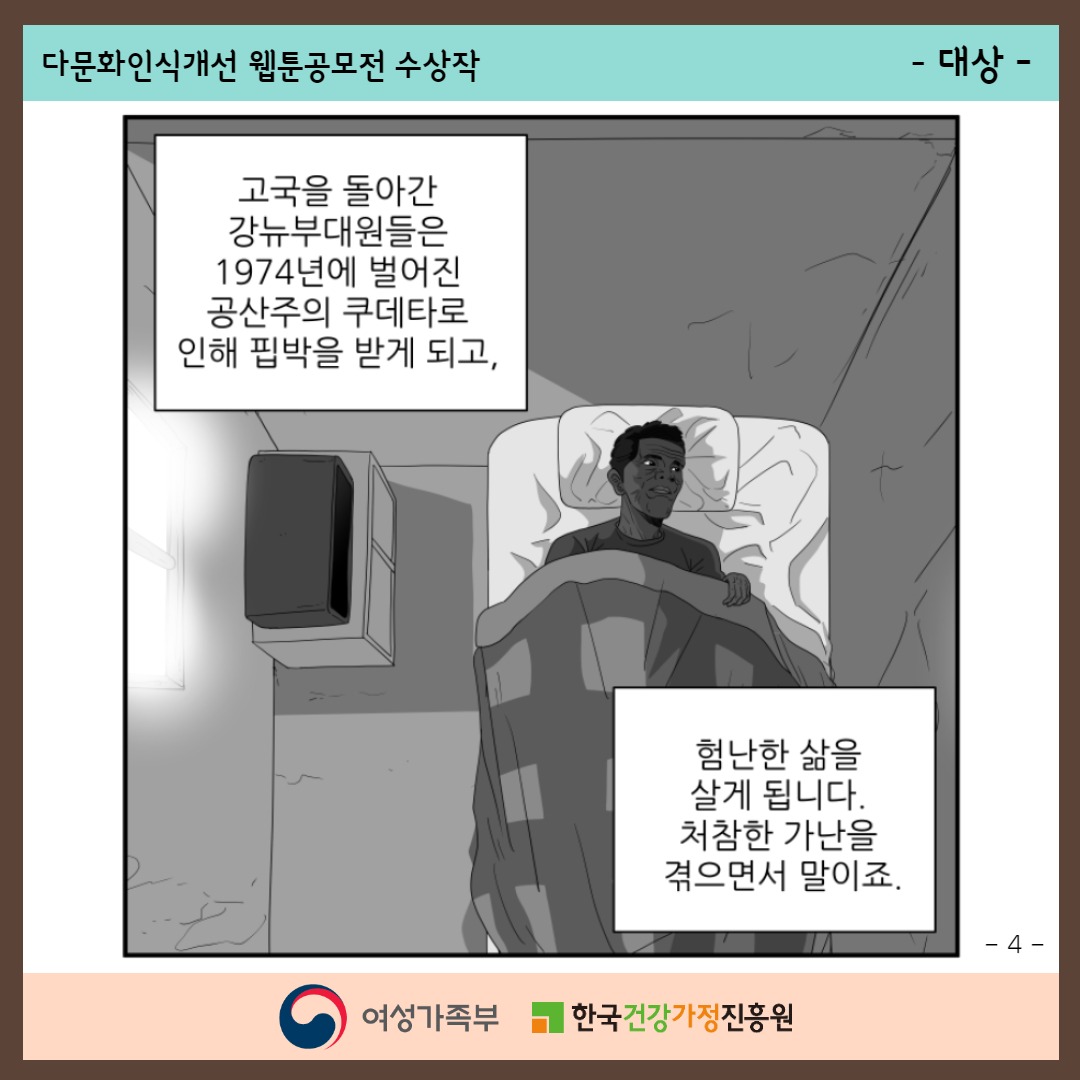 다문화인식개선 웹툰공모전 수상작
- 대상 -
고국을 돌아간
강뉴부대원들은
1974년에 벌어진
공산주의 쿠데타로
인해 핍박을 받게 되고,
험난한 삶을
살게 됩니다.
처참한 가난을
겪으면서 말이죠.
- 4 -
여성가족부
한국건강가정진흥원